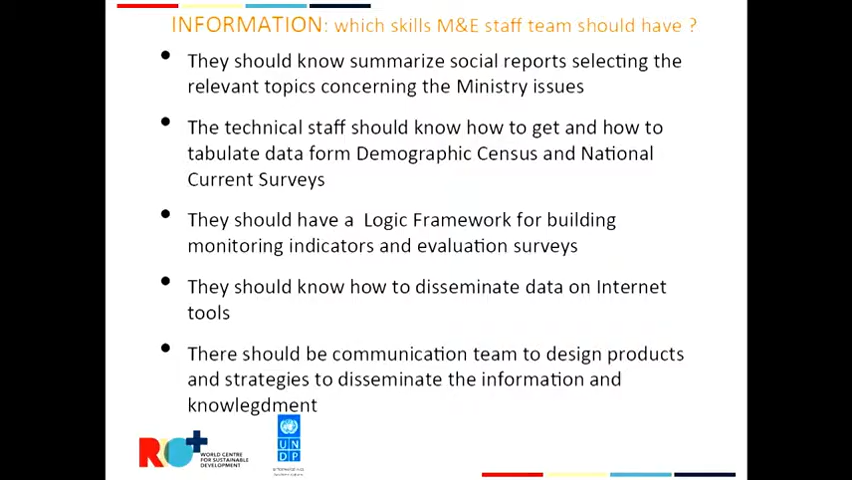 INFORMATION: which skills M&E staff team should have ?
• They should know summarize social reports selecting the
relevant topics concerning the Ministry issues
• The technical staff should know how to get and how to
tabulate data form Demographic Census and National
Current Surveys
• They should have a Logic Framework for building
monitoring indicators and evaluation surveys
• They should know how to disseminate data on Internet
tools
• There should be communication team to design products
and strategies to disseminate the information and
knowlegdment
RIO+
WORLD CENTRE
FOR SUSTAINABLE
DEVELOPMENT
UN
DP